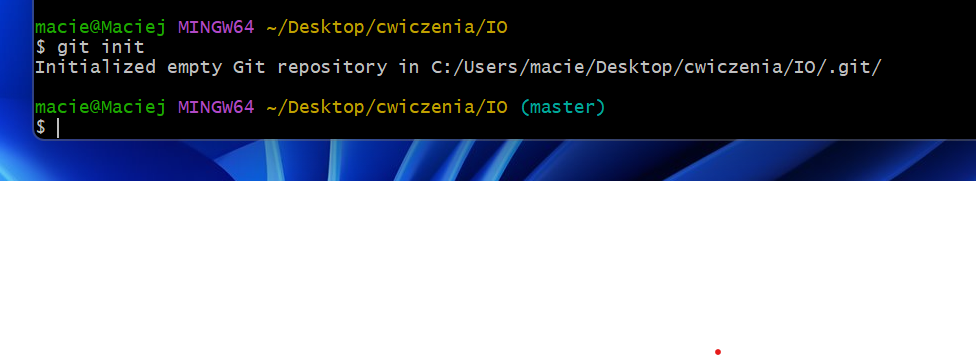 macie@Maciej MINGW64 ~/Desktop/cwiczenia/IO
$ git init
Initialized empty Git repository in C:/Users/macie/Desktop/cwiczenia/IO/.git/
macie@Maciej MINGW64 ~/Desktop/cwiczenia/IO (master)
$